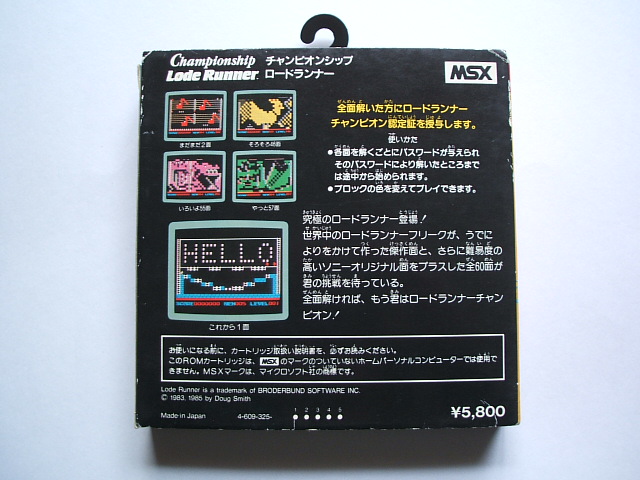 Championship
Lode Runner
チャンピオンシップ
ロードランナー
MSX
まだまだ2面
そろそろ46面
いろいよ55面
やっと57面
HELLO
SCORE0000000 MEN005 LEVEL001
これから1面
全面解いた方にロードランナー
チャンピオン認定証を授与します。
使いかた
●各面を解くごとにパスワードが与えられ
そのパスワードにより解いたところまで
は途中から始められます。
●ブロックの色を変えてプレイできます。
究極のロードランナー登場!
世界中のロードランナーフリークが、うでに
よりをかけて作った傑作面と、さらに難易度の
高いソニーオリジナル面をプラスした全60面が
君の挑戦を待っている。
全面解ければ、もう君はロードランナーチャン
ピオン!
お使いになる前に、カートリッジ取扱い説明書を、必ずお読みください。
このROMカートリッジは、MSXのマークのついていないホームパーソナルコンピューターでは使用で
きません。MSXマークは、マイクロソフト社の商標です。
Lode Runner is a trademark of BRODERBUND SOFTWARE INC.
© 1983, 1985 by Doug Smith
Made in Japan
4-609-325-
1 2 3 4 5
¥5,800